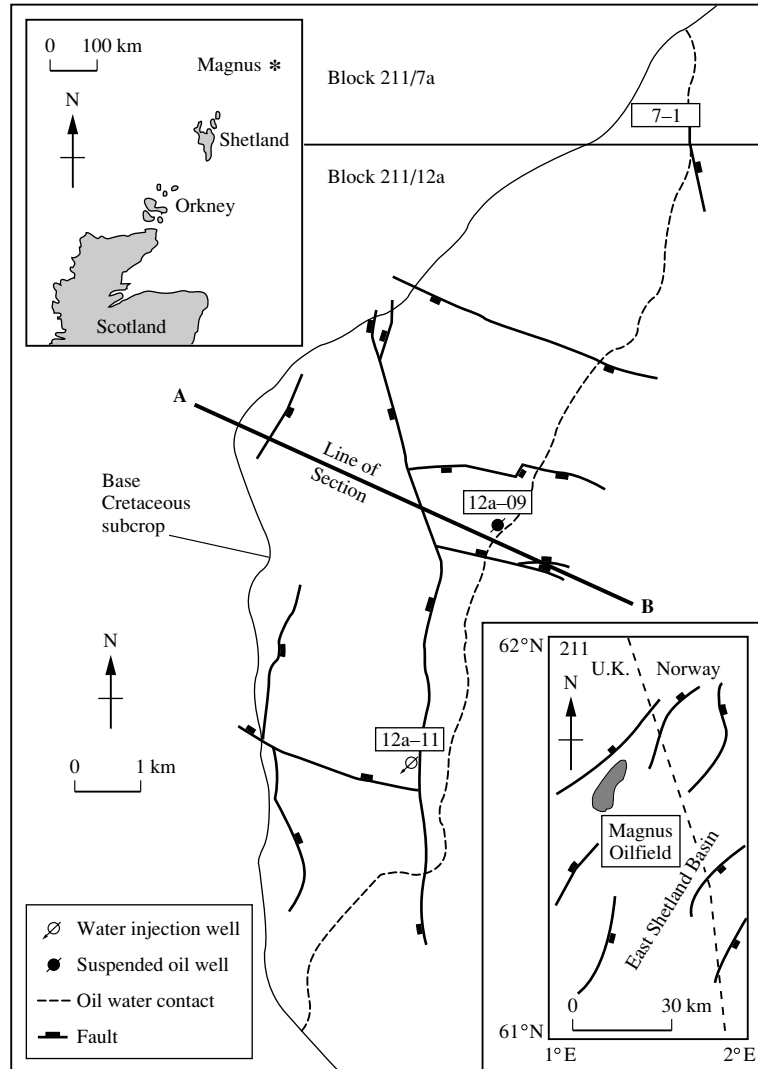 0 100 km
Magnus *
N
Shetland
Orkney
Scotland
Block 211/7a
7–1
Block 211/12a
A
Line of
Section
12a–09
Base
Cretaceous
subcrop
B
N
0 1 km
12a–11
Water injection well
Suspended oil well
Oil water contact
Fault
62°N
211
U.K. Norway
N
Magnus
Oilfield
East Shetland Basin
0 30 km
61°N
1°E 2°E